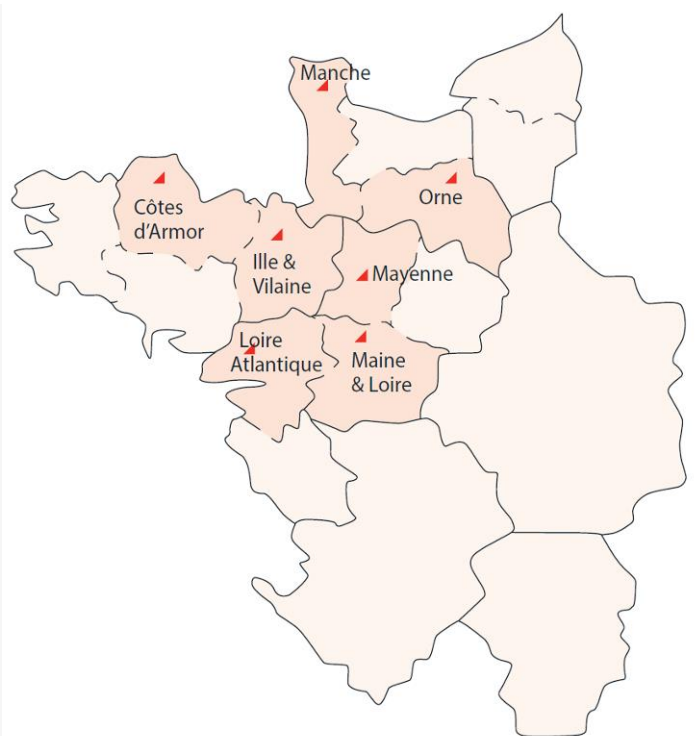 Manche
Orne
Côtes
d’Armor
Ille &
Vilaine
Mayenne
Loire
Atlantique
Maine
& Loire